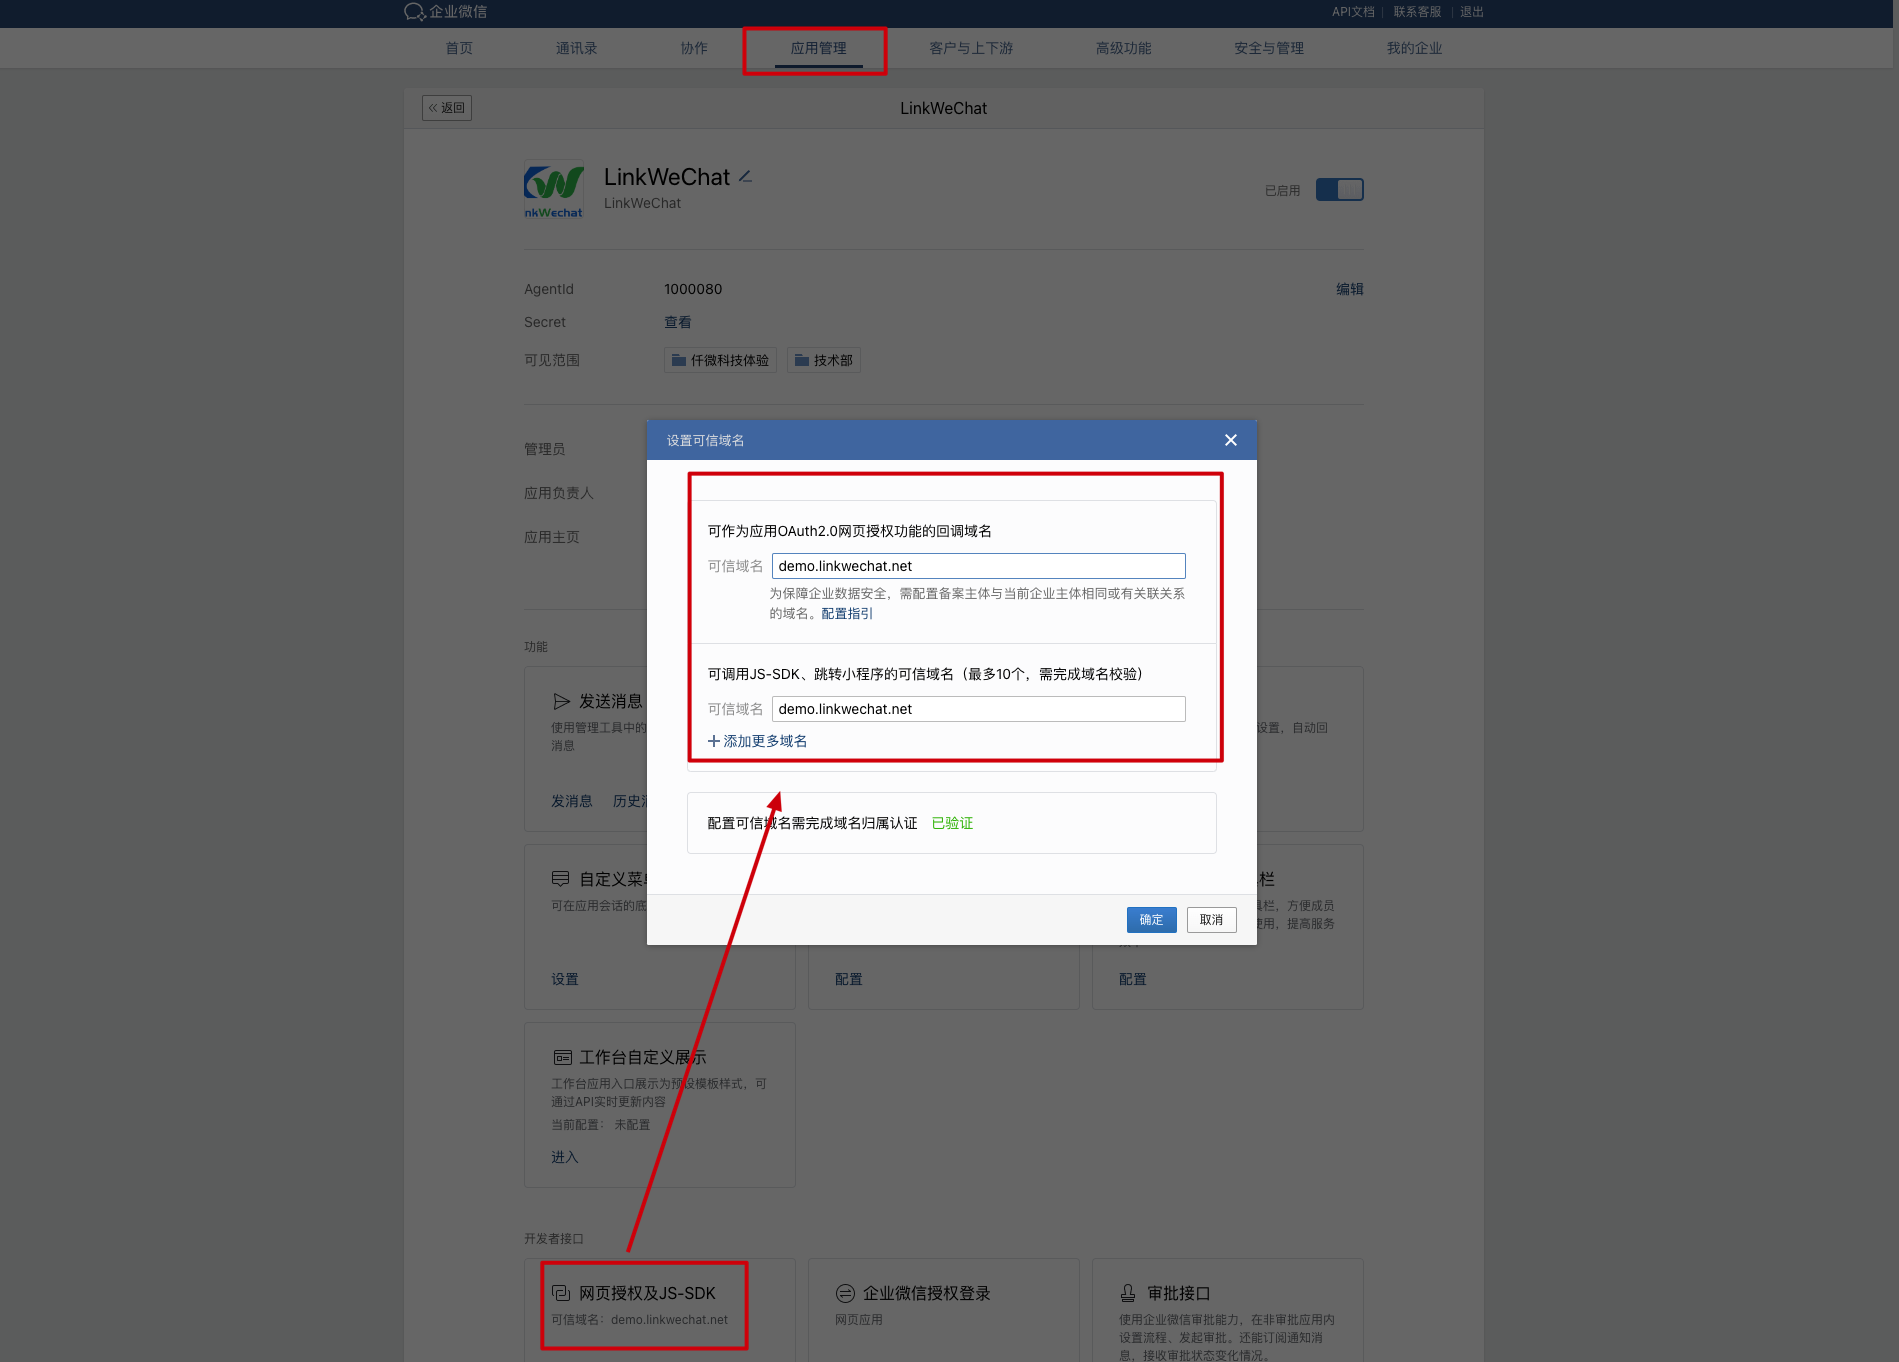 企业微信
API文档 | 联系客服 | 退出
首页 通讯录 协作 应用管理 客户与上下游 高级功能 安全与管理 我的企业
« 返回
LinkWeChat
nkWechat
LinkWeChat
LinkWeChat
已启用
AgentId 1000080 编辑
Secret 查看
可见范围 仟微科技体验 技术部
管理员
应用负责人
应用主页
设置可信域名
可作为应用OAuth2.0网页授权功能的回调域名
可信域名 demo.linkwechat.net
为保障企业数据安全，需配置备案主体与当前企业主体相同或有关联关系
的域名。配置指引
可调用JS-SDK、跳转小程序的可信域名（最多10个，需完成域名校验）
可信域名 demo.linkwechat.net
添加更多域名
配置可信域名需完成域名归属认证 已验证
确定 取消
功能
发送消息
使用管理工具中的
消息
发消息 历史
设置，自动回
自定义菜
可在应用会话的底
设置
配置
栏
栏，方便成员
使用，提高服务
配置
工作台自定义展示
工作台应用入口展示为预设模板样式，可
通过API实时更新内容
当前配置： 未配置
进入
开发者接口
网页授权及JS-SDK
可信域名：demo.linkwechat.net
企业微信授权登录
网页应用
审批接口
使用企业微信审批能力，在非审批应用内
设置流程、发起审批。还能订阅通知消
息，接收审批状态变化情况。